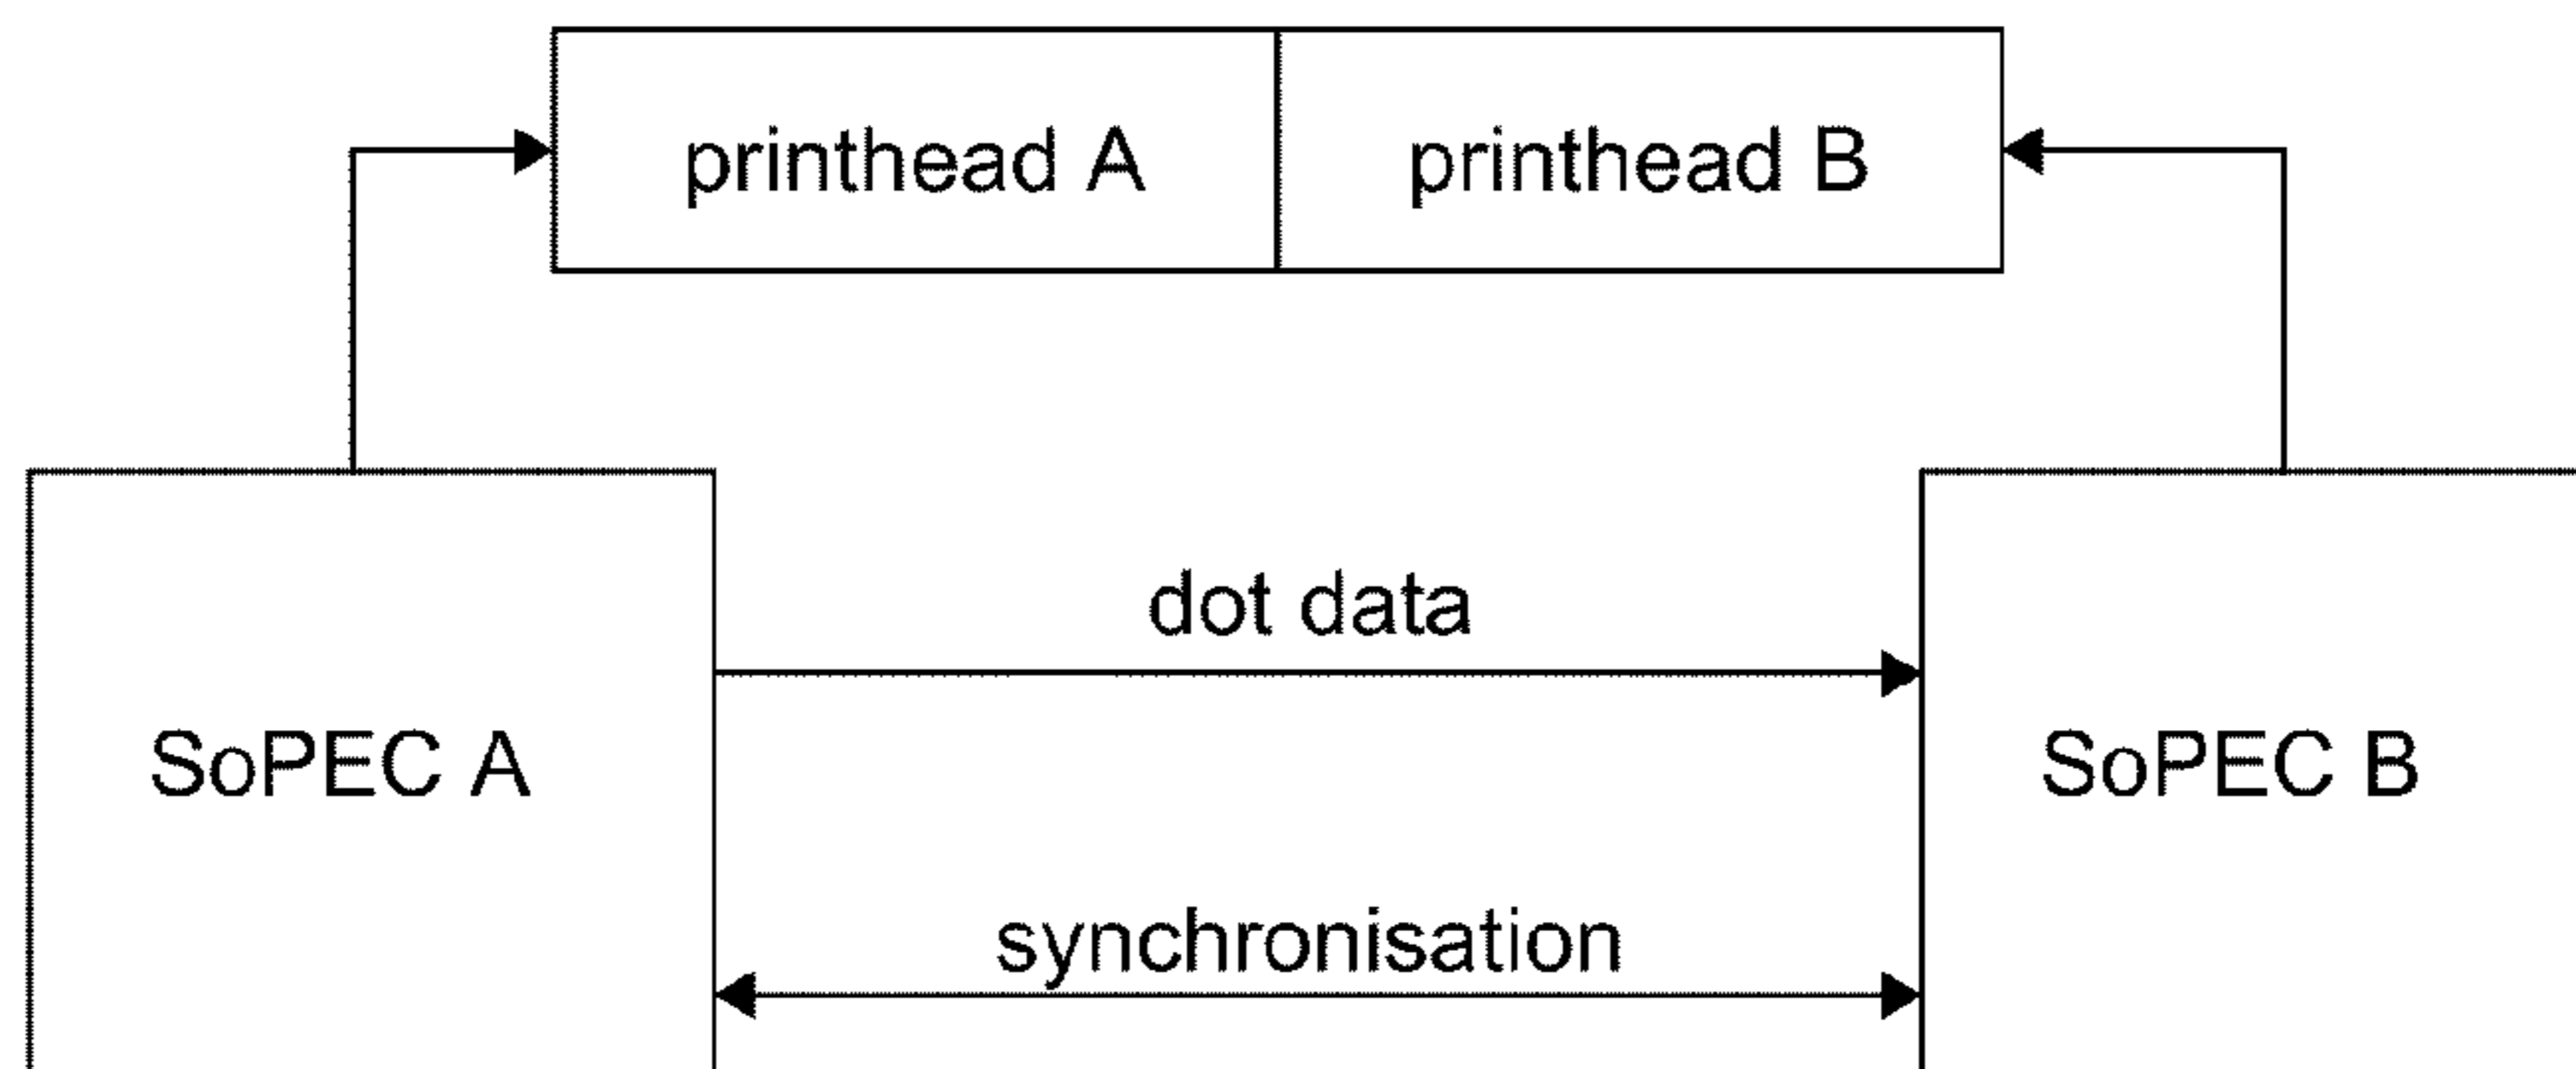 printhead A
printhead B
dot data
SoPEC A
SoPEC B
synchronisation